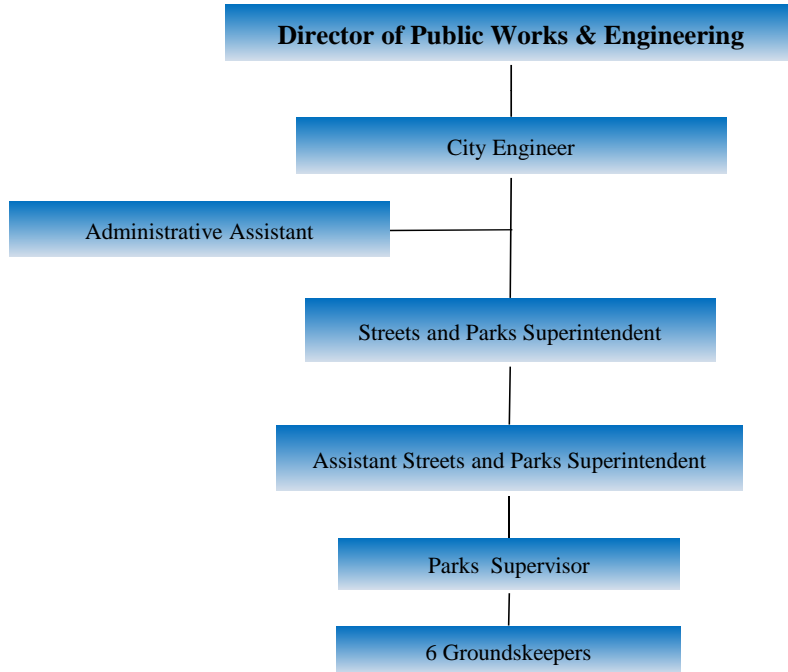 Director of Public Works & Engineering
City Engineer
Administrative Assistant
Streets and Parks Superintendent
Assistant Streets and Parks Superintendent
Parks Supervisor
6 Groundskeepers